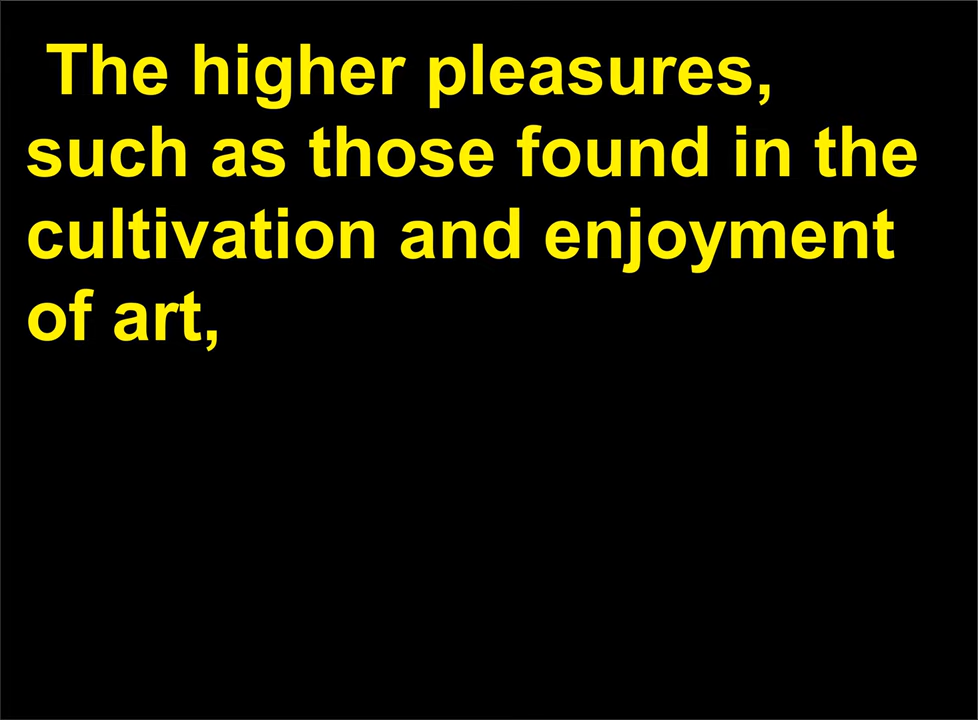 The higher pleasures,
such as those found in the
cultivation and enjoyment
of art,